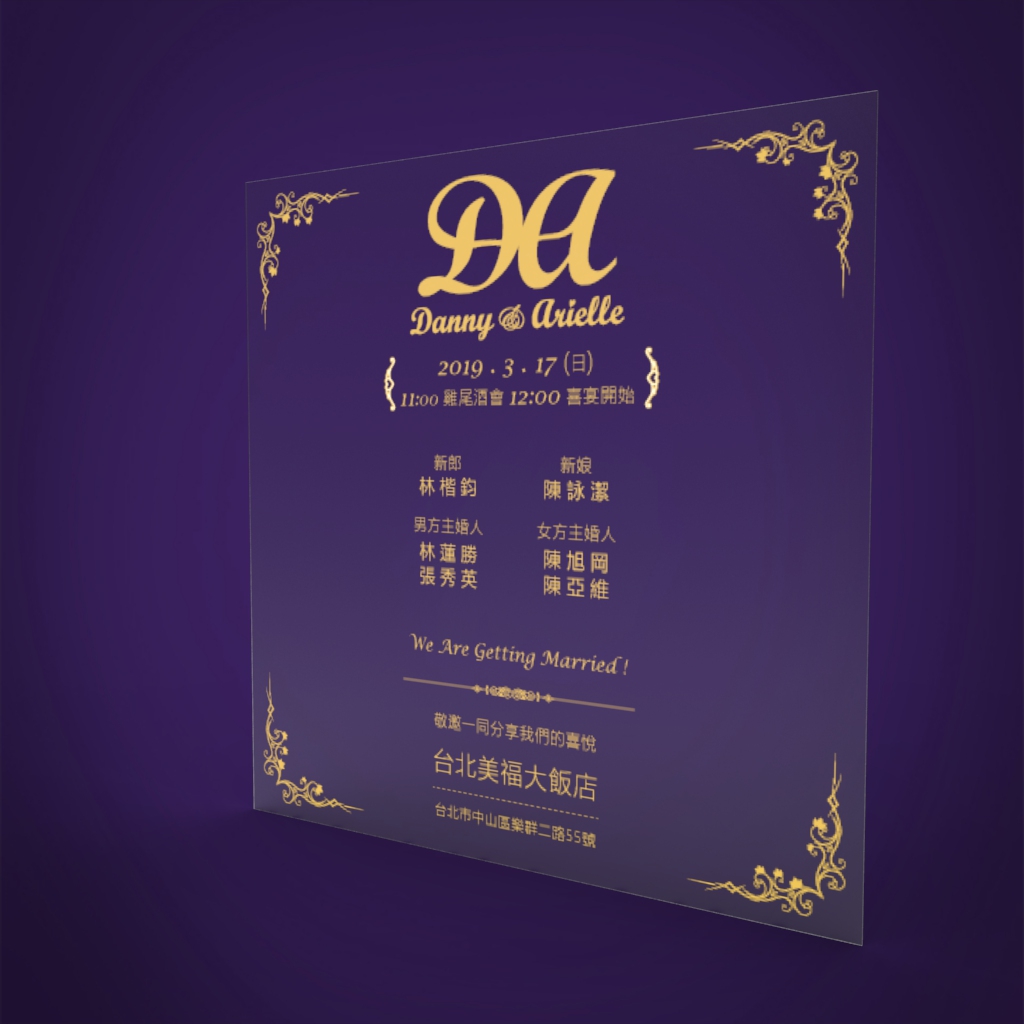 DA
Danny & Arielle
2019 . 3 . 17 (日)
11:00 雞尾酒會 12:00 喜宴開始
新郎 新娘
林楷鈞 陳詠潔
男方主婚人 女方主婚人
林蓮勝 陳旭岡
張秀英 陳亞維
We Are Getting Married !
敬邀一同分享我們的喜悅
台北美福大飯店
台北市中山區樂群二路55號